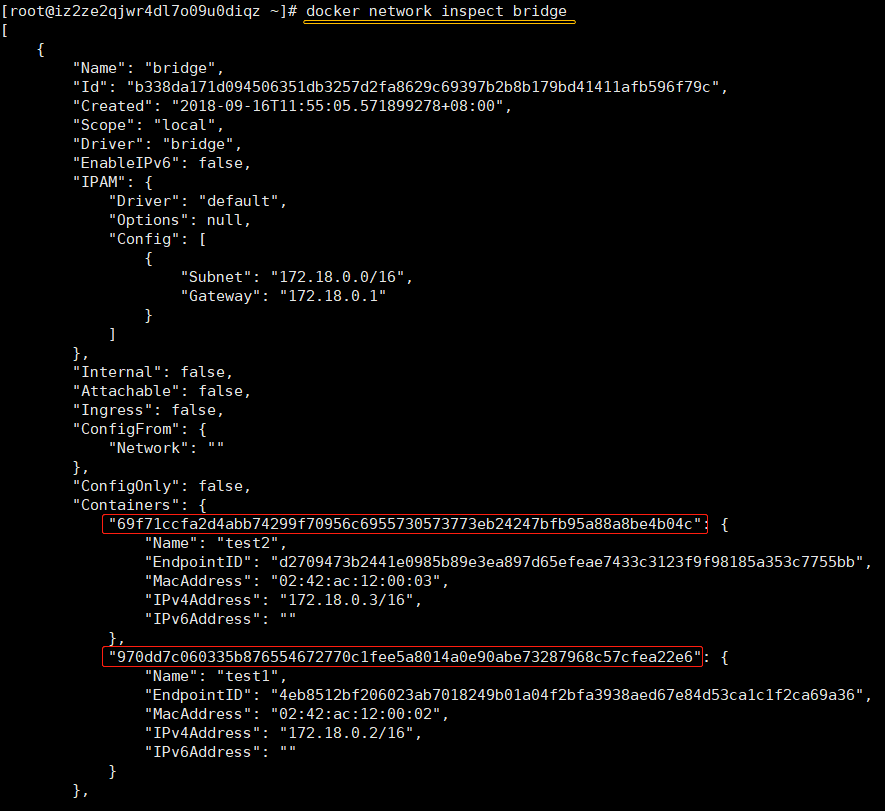 [root@iz2ze2qjwr4dl7o09u0diqz ~]# docker network inspect bridge
[
    {
        "Name": "bridge",
        "Id": "b338da171d094506351db3257d2fa8629c69397b2b8b179bd41411afb596f79c",
        "Created": "2018-09-16T11:55:05.571899278+08:00",
        "Scope": "local",
        "Driver": "bridge",
        "EnableIPv6": false,
        "IPAM": {
            "Driver": "default",
            "Options": null,
            "Config": [
                {
                    "Subnet": "172.18.0.0/16",
                    "Gateway": "172.18.0.1"
                }
            ]
        },
        "Internal": false,
        "Attachable": false,
        "Ingress": false,
        "ConfigFrom": {
            "Network": ""
        },
        "ConfigOnly": false,
        "Containers": {
            "69f71ccfa2d4abb74299f70956c6955730573773eb24247bfb95a88a8be4b04c": {
                "Name": "test2",
                "EndpointID": "d2709473b2441e0985b89e3ea897d65efeae7433c3123f9f98185a353c7755bb",
                "MacAddress": "02:42:ac:12:00:03",
                "IPv4Address": "172.18.0.3/16",
                "IPv6Address": ""
            },
            "970dd7c060335b876554672770c1fee5a8014a0e90abe73287968c57cfea22e6": {
                "Name": "test1",
                "EndpointID": "4eb8512bf206023ab7018249b01a04f2bfa3938aed67e84d53ca1c1f2ca69a36",
                "MacAddress": "02:42:ac:12:00:02",
                "IPv4Address": "172.18.0.2/16",
                "IPv6Address": ""
            }
        },